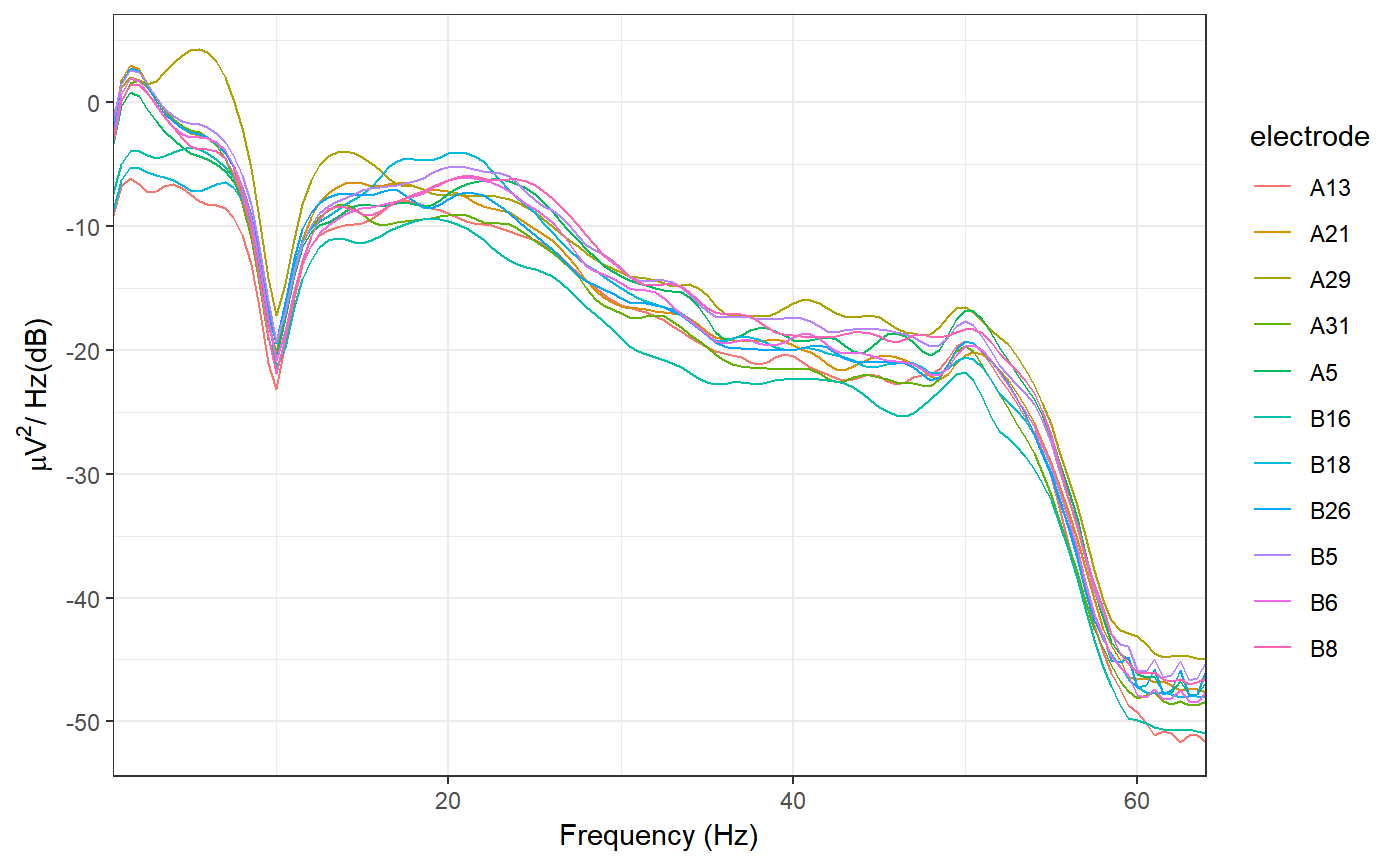 0
-10
-20
-30
-40
-50
μV²/ Hz(dB)
20 40 60
Frequency (Hz)
electrode
A13
A21
A29
A31
A5
B16
B18
B26
B5
B6
B8